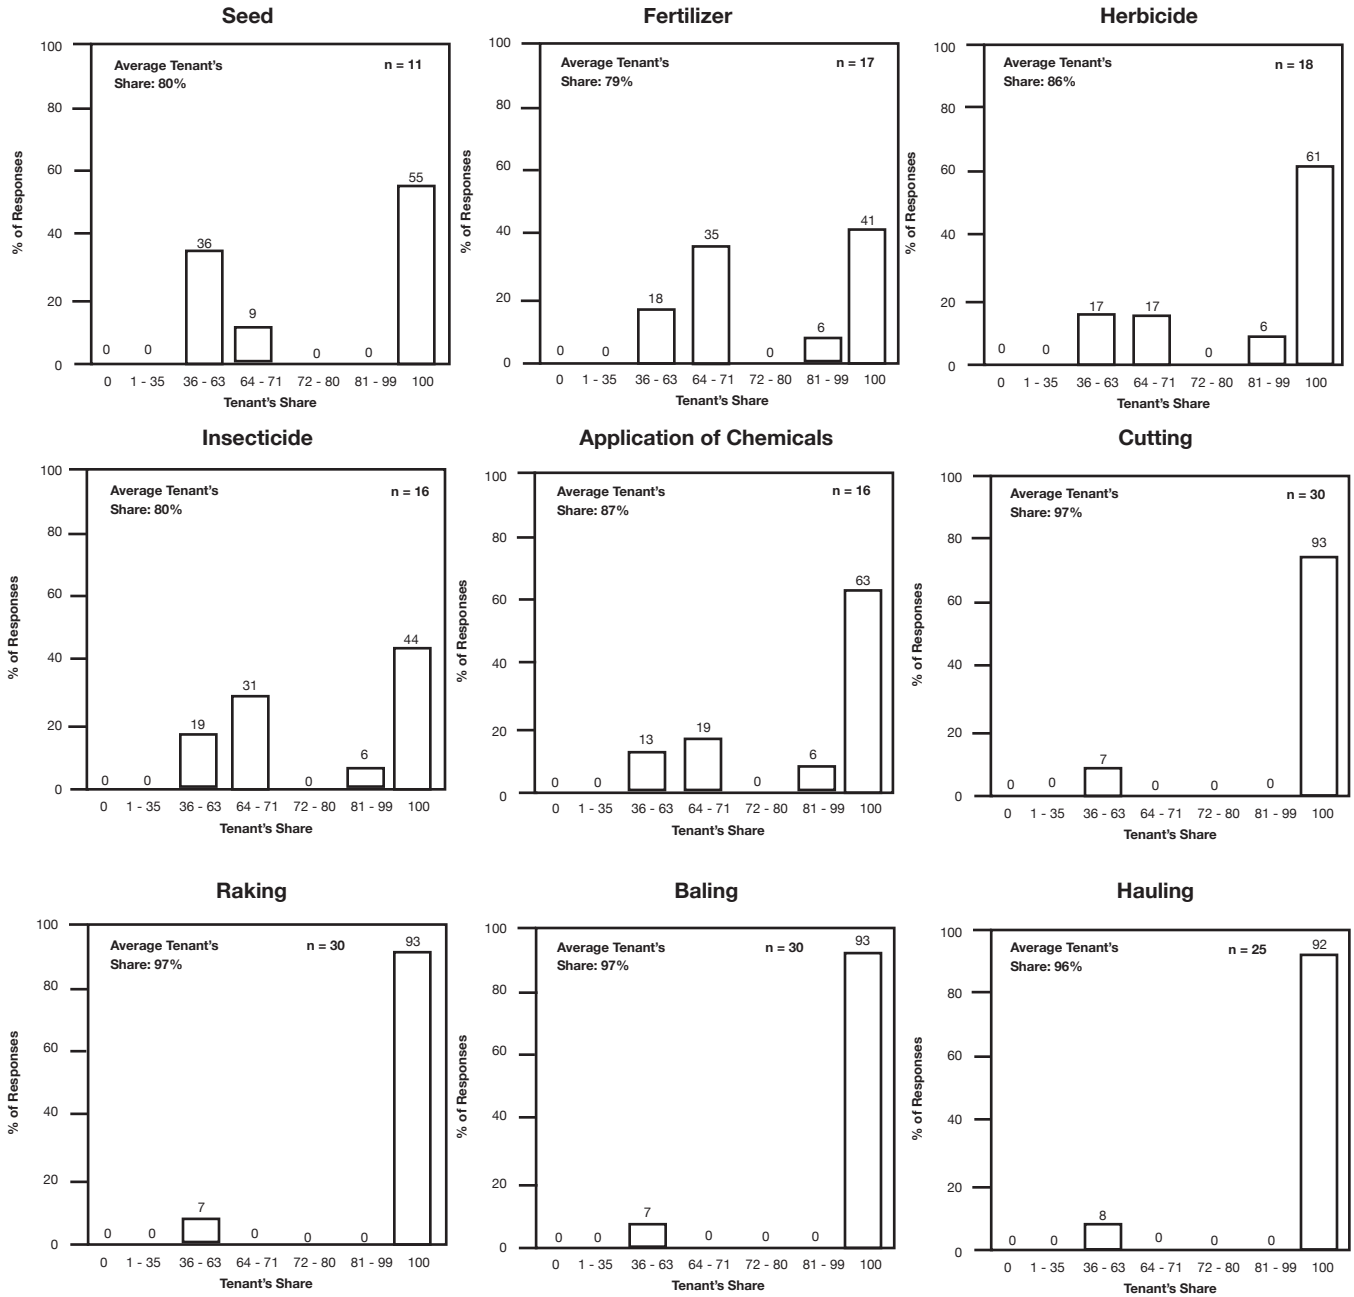 Seed
Average Tenant's
Share: 80%
n = 11
% of Responses
100
80
60
40
20
0
0
0
36
9
0
0
55
0
1 - 35
36 - 63
64 - 71
72 - 80
81 - 99
100
Tenant's Share
Fertilizer
Average Tenant's
Share: 79%
n = 17
% of Responses
100
80
60
40
20
0
0
0
18
35
0
6
41
0
1 - 35
36 - 63
64 - 71
72 - 80
81 - 99
100
Tenant's Share
Herbicide
Average Tenant's
Share: 86%
n = 18
% of Responses
100
80
60
40
20
0
0
0
17
17
0
6
61
0
1 - 35
36 - 63
64 - 71
72 - 80
81 - 99
100
Tenant's Share
Insecticide
Average Tenant's
Share: 80%
n = 16
% of Responses
100
80
60
40
20
0
0
0
19
31
0
6
44
0
1 - 35
36 - 63
64 - 71
72 - 80
81 - 99
100
Tenant's Share
Application of Chemicals
Average Tenant's
Share: 87%
n = 16
% of Responses
100
80
60
40
20
0
0
0
13
19
0
6
63
0
1 - 35
36 - 63
64 - 71
72 - 80
81 - 99
100
Tenant's Share
Cutting
Average Tenant's
Share: 97%
n = 30
% of Responses
100
80
60
40
20
0
0
0
7
0
0
0
93
0
1 - 35
36 - 63
64 - 71
72 - 80
81 - 99
100
Tenant's Share
Raking
Average Tenant's
Share: 97%
n = 30
% of Responses
100
80
60
40
20
0
0
0
7
0
0
0
93
0
1 - 35
36 - 63
64 - 71
72 - 80
81 - 99
100
Tenant's Share
Baling
Average Tenant's
Share: 97%
n = 30
% of Responses
100
80
60
40
20
0
0
0
7
0
0
0
93
0
1 - 35
36 - 63
64 - 71
72 - 80
81 - 99
100
Tenant's Share
Hauling
Average Tenant's
Share: 96%
n = 25
% of Responses
100
80
60
40
20
0
0
0
8
0
0
0
92
0
1 - 35
36 - 63
64 - 71
72 - 80
81 - 99
100
Tenant's Share